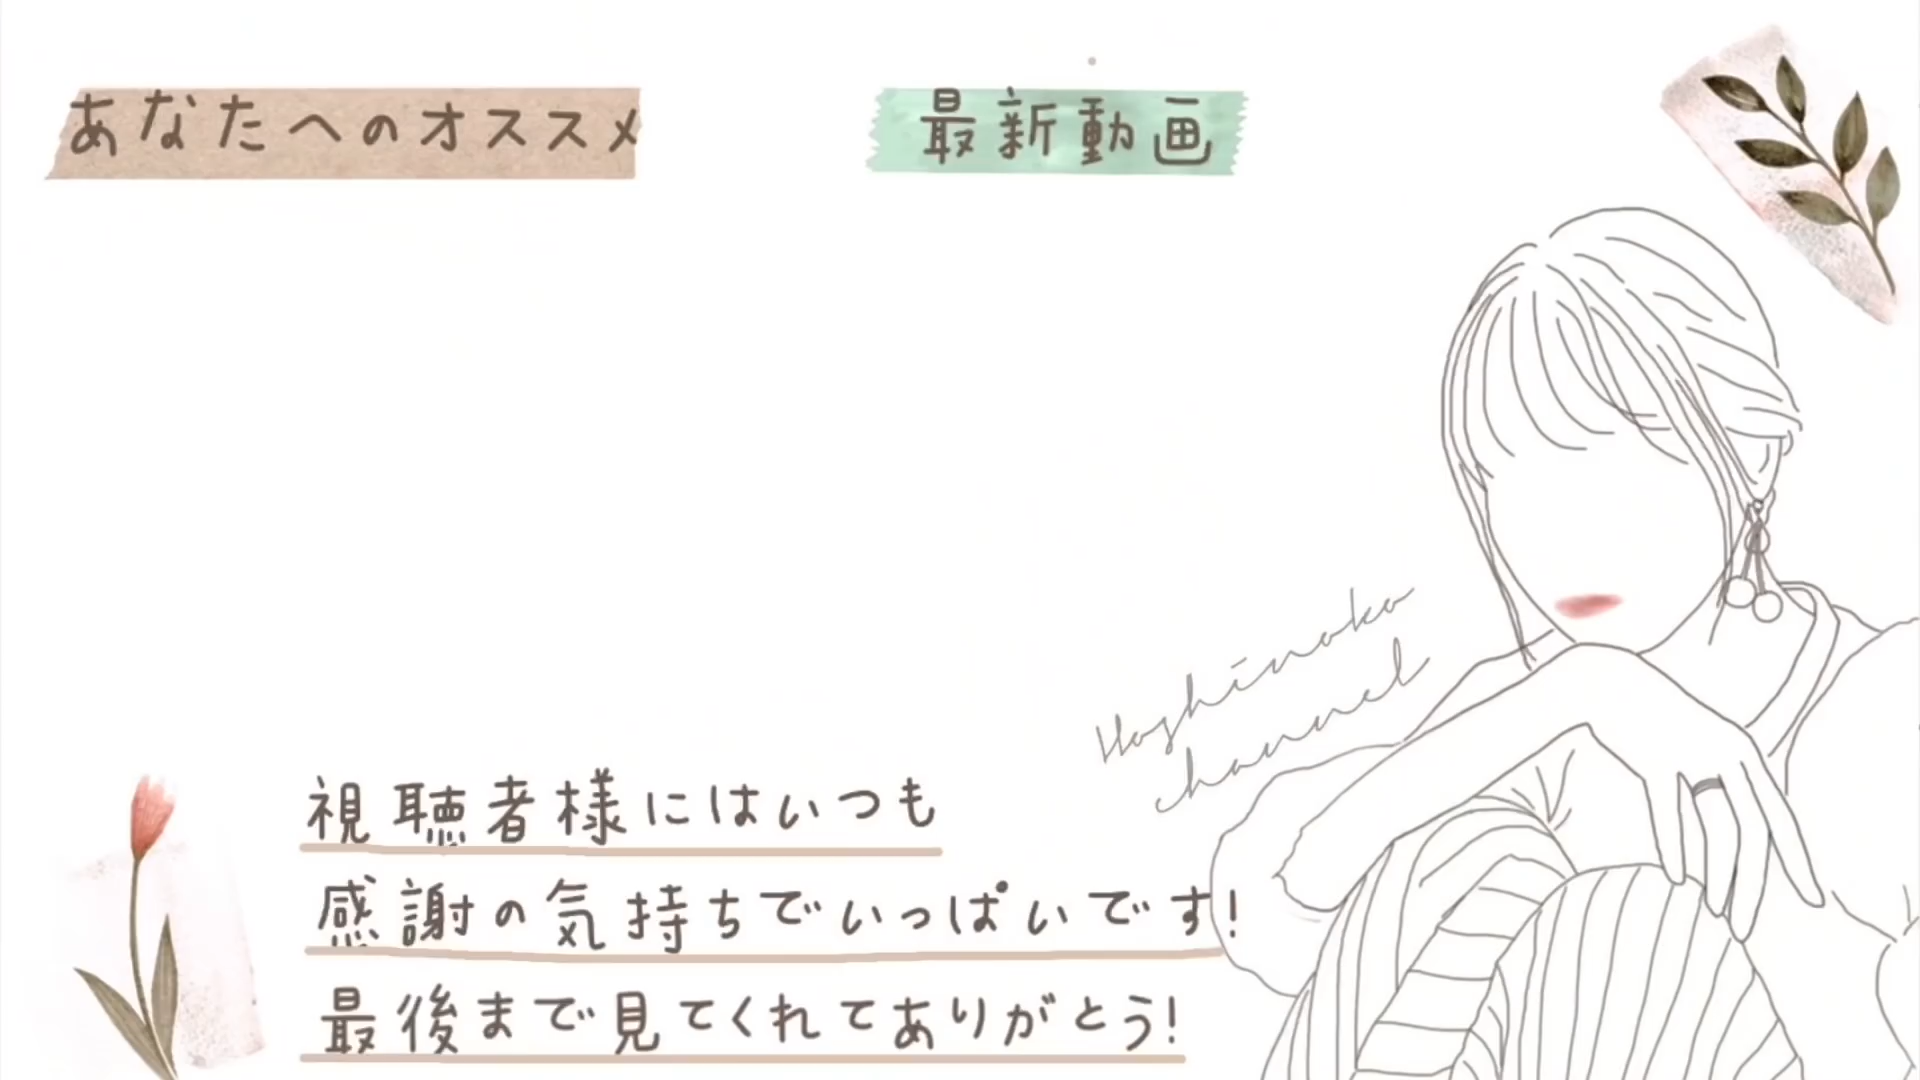 あなたへのオススメ
最新動画
Hoshinoko
channel
視聴者様にはいつも
感謝の気持ちでいっぱいです!
最後まで見てくれてありがとう!